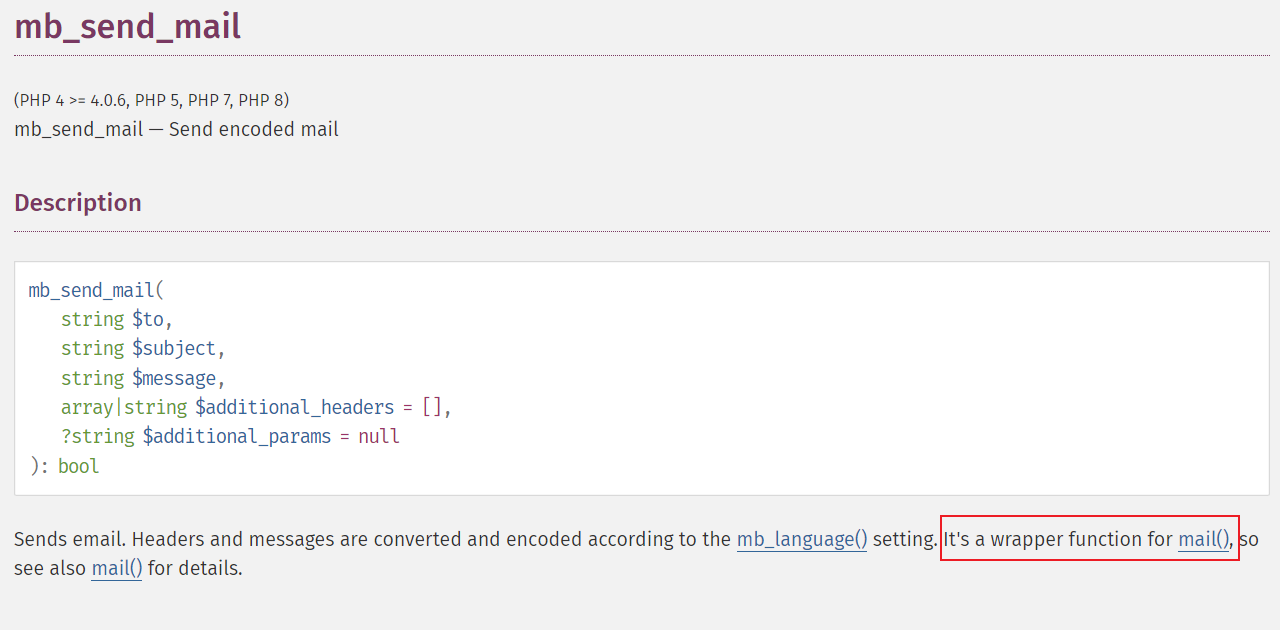 mb_send_mail
(PHP 4 >= 4.0.6, PHP 5, PHP 7, PHP 8)
mb_send_mail — Send encoded mail
Description
mb_send_mail(
string $to,
string $subject,
string $message,
array|string $additional_headers = [],
?string $additional_params = null
): bool
Sends email. Headers and messages are converted and encoded according to the mb_language() setting. It's a wrapper function for mail(), so
see also mail() for details.